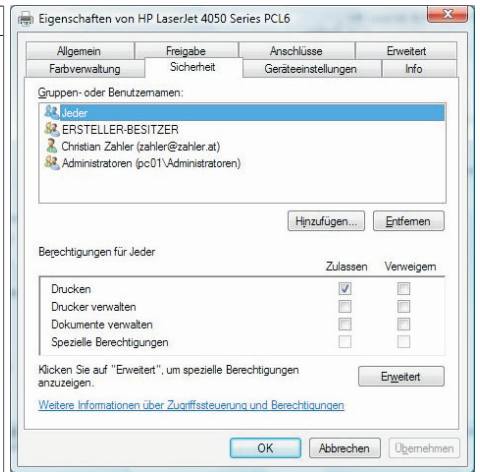 Eigenschaften von HP LaserJet 4050 Series PCL6
Allgemein Freigabe Anschlüsse Erweitert
Farbverwaltung Sicherheit Geräteeinstellungen Info
Gruppen- oder Benutzernamen:
Jeder
ERSTELLER-BESITZER
Christian Zahler (zahler@zahler.at)
Administratoren (pc01\Administratoren)
Hinzufügen... Entfernen
Berechtigungen für Jeder
Zulassen Verweigern
Drucken
Drucker verwalten
Dokumente verwalten
Spezielle Berechtigungen
Klicken Sie auf "Erweitert", um spezielle Berechtigungen
anzuzeigen.
Erweitert
Weitere Informationen über Zugriffssteuerung und Berechtigungen
OK Abbrechen Übernehmen